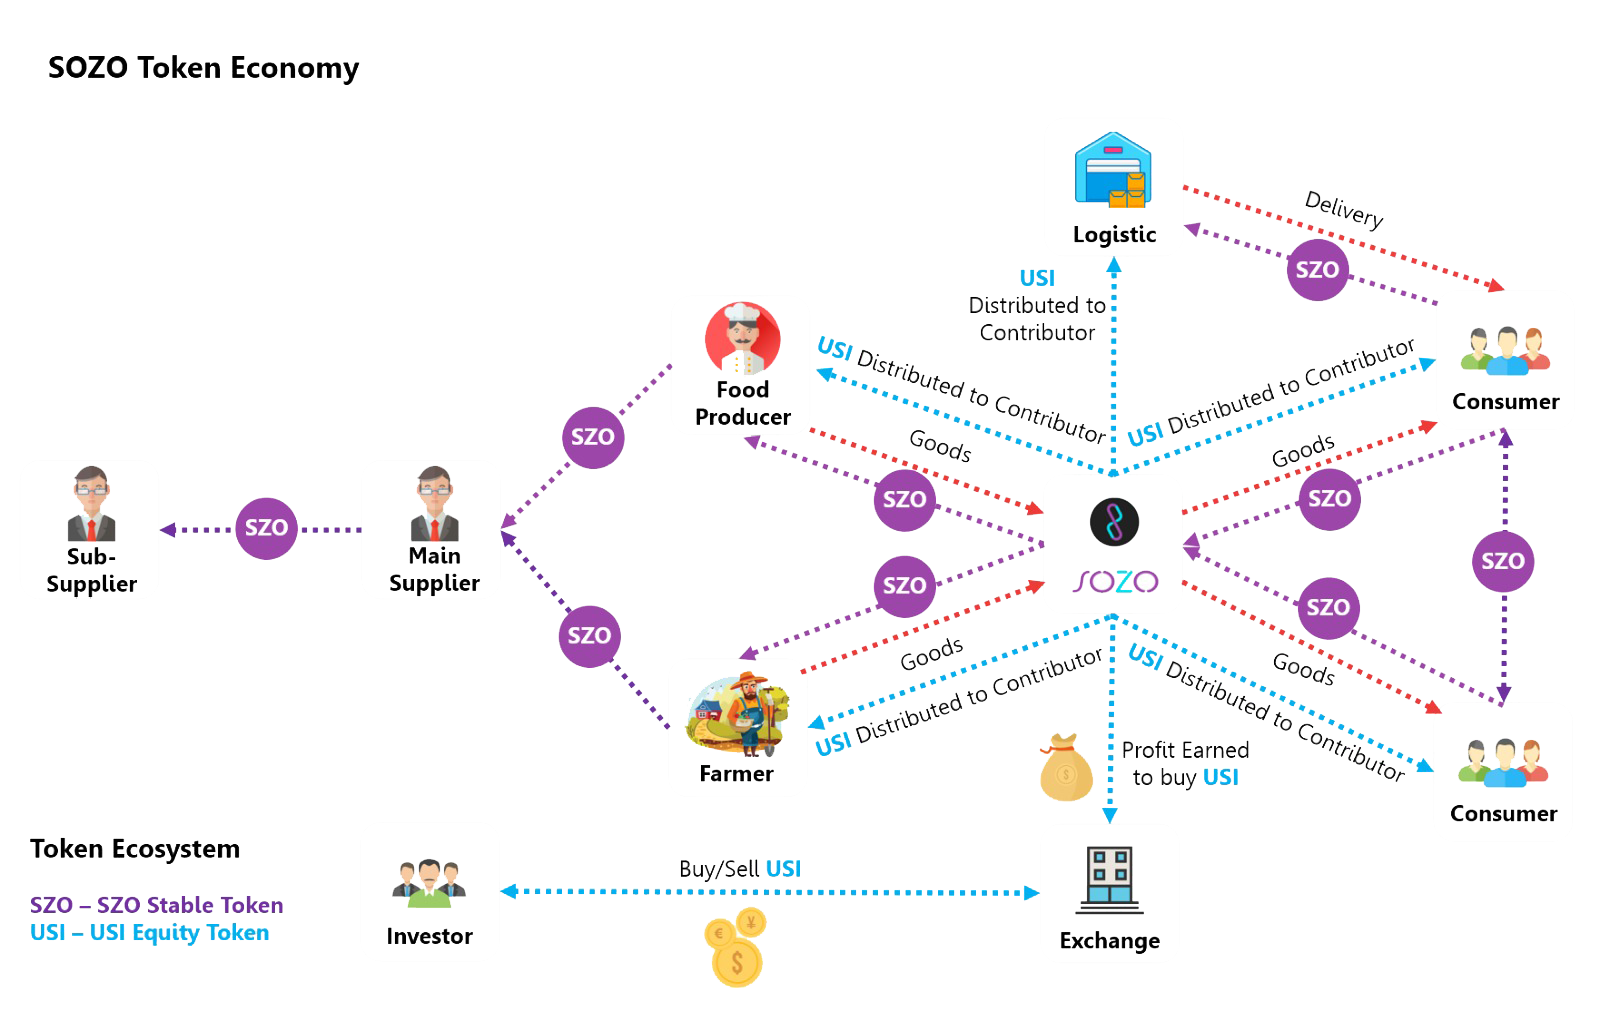 SOZO Token Economy
Logistic
Delivery
SZO
USI
Distributed to
Contributor
Food
Producer
USI Distributed to Contributor
USI Distributed to Contributor
Consumer
SZO
Goods
SZO
Goods
SZO
Sub-
Supplier
SZO
Main
Supplier
SOZO
SZO
SZO
SZO
SZO
Goods
Goods
Farmer
USI Distributed to Contributor
USI Distributed to Contributor
Profit Earned
to buy USI
Consumer
Token Ecosystem
SZO – SZO Stable Token
USI – USI Equity Token
Investor
Buy/Sell USI
€
¥
$
$
Exchange